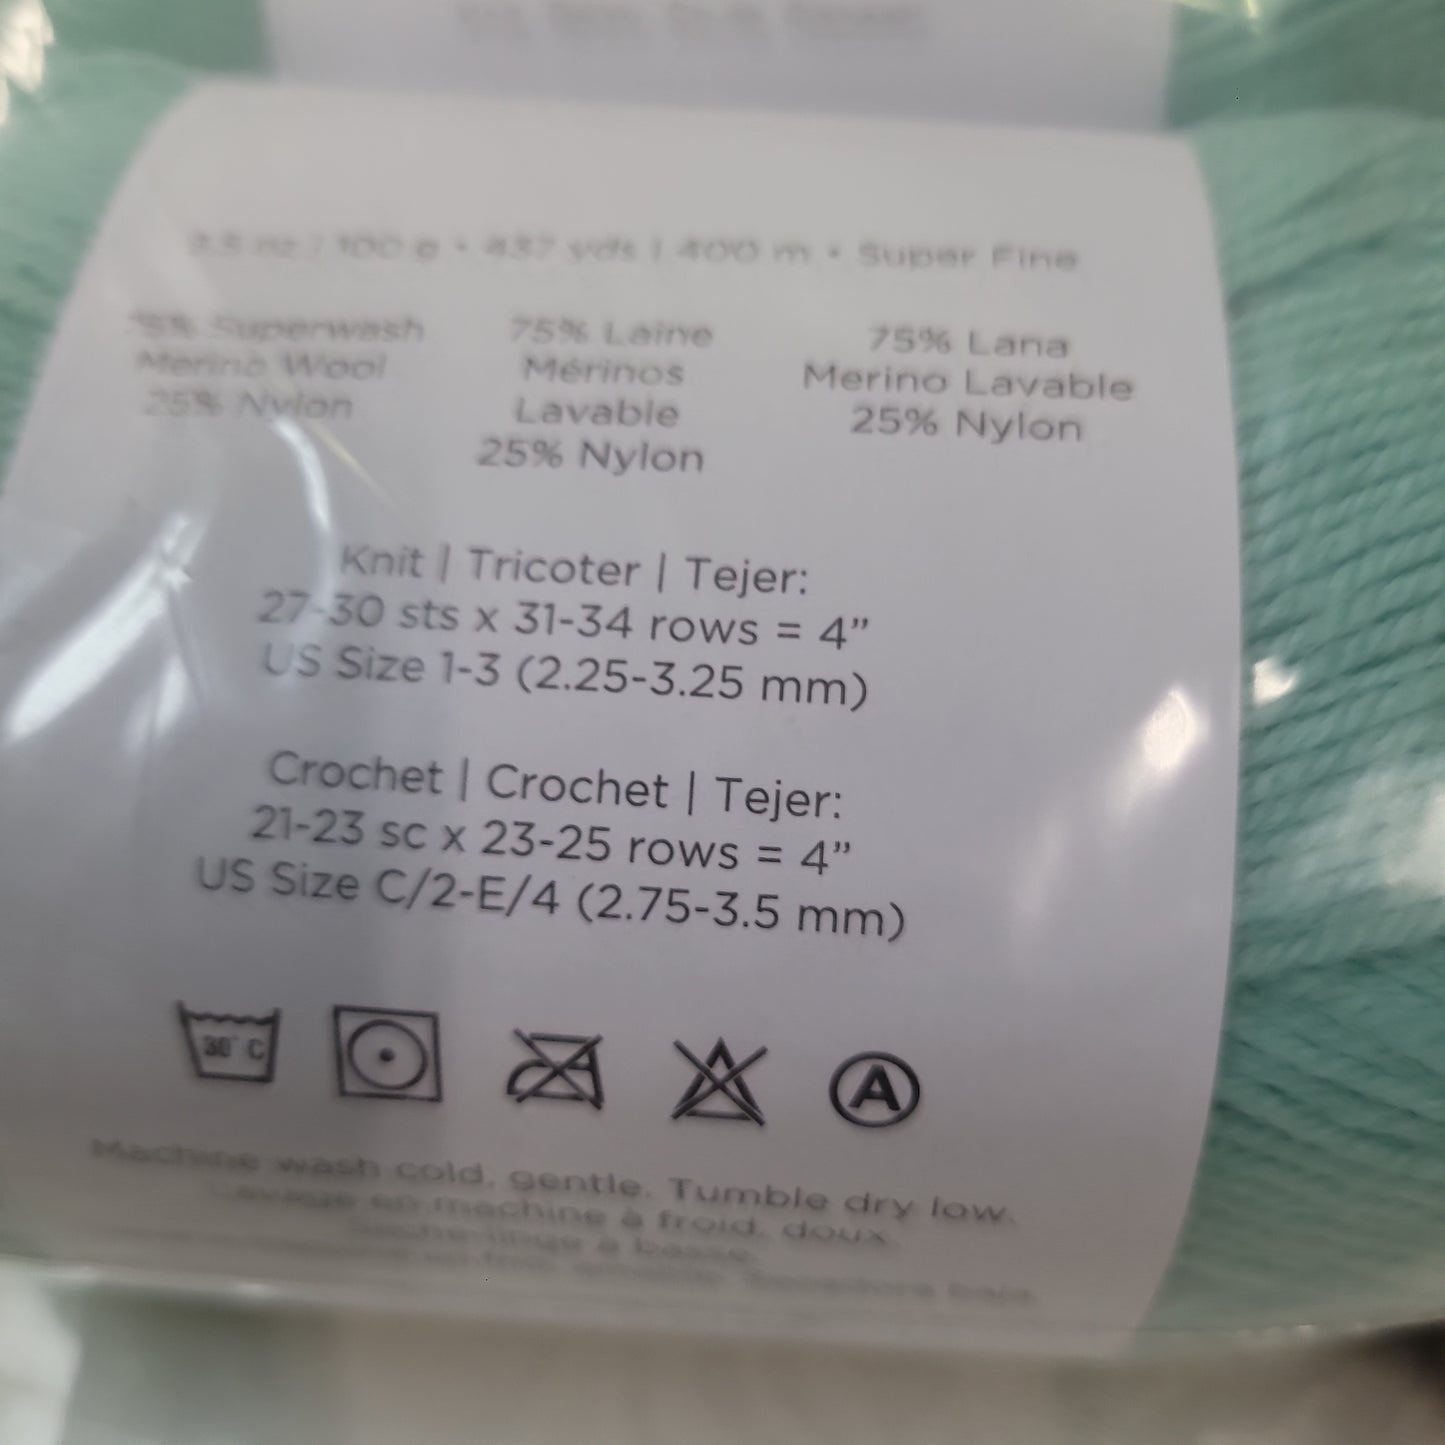 3.5 oz / 100 g • 437 yds | 400 m • Super Fine
75% Superwash
Merino Wool
25% Nylon
75% Laine
Mérinos
Lavable
25% Nylon
75% Lana
Merino Lavable
25% Nylon
Knit | Tricoter | Tejer:
27-30 sts x 31-34 rows = 4”
US Size 1-3 (2.25-3.25 mm)
Crochet | Crochet | Tejer:
21-23 sc x 23-25 rows = 4”
US Size C/2-E/4 (2.75-3.5 mm)
30° C
A
Machine wash cold, gentle. Tumble dry low.
en machine à froid, doux.
à basse.